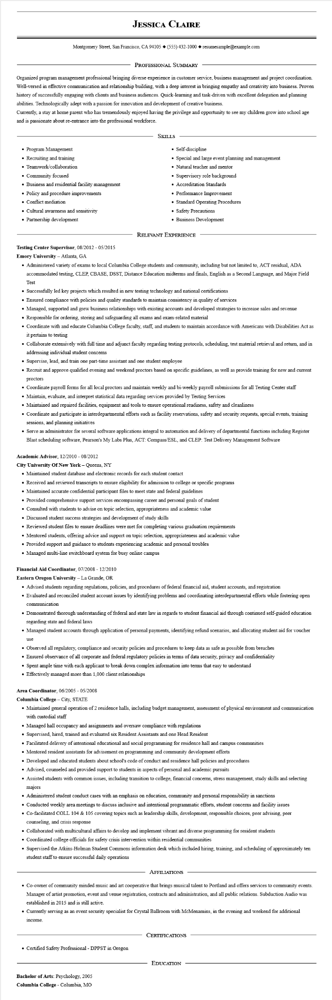 Jessica Claire
Montgomery Street, San Francisco, CA 94105 ◆ (555) 432-1000 ◆ resumesample@example.com
Professional Summary
Organized program management professional bringing diverse experience in customer service, business management and project coordination.
Well-versed in effective communication and relationship building, with a deep interest in bringing empathy and creativity into business. Proven
history of successfully engaging with clients and business audiences. Quick-learning and task-driven with excellent delegation and planning
abilities. Technologically adept with a passion for innovation and development of creative business.
Currently, a stay at home parent who has tremendously enjoyed having the privilege and opportunity to see my children grow into school age
and is passionate about re-entrance into the professional workforce.
Skills
• Program Management
• Recruiting and training
• Teamwork/collaboration
• Community focused
• Business and residential facility management
• Policy and procedure improvements
• Conflict mediation
• Cultural awareness and sensitivity
• Partnership development
• Self-discipline
• Special and large event planning and management
• Natural teacher and mentor
• Supervisory role background
• Accreditation Standards
• Performance Improvement
• Standard Operating Procedures
• Safety Precautions
• Business Development
Relevant Experience
Testing Center Supervisor, 08/2012 - 05/2015
Emory University – Atlanta, GA
• Administered variety of exams to local Columbia College students and community, including but not limited to, ACT residual, ADA
accommodated testing, CLEP, CBASE, DSST, Distance Education midterms and finals, English as a Second Language, and Major Field
Test
• Successfully led key projects which resulted in new testing technology and national certifications
• Ensured compliance with policies and quality standards to maintain consistency in quality of services
• Managed, supported and grew business relationships with existing accounts and developed strategies to increase sales and revenue
• Responsible for ordering, storing and safeguarding all exams and exam-related material
• Coordinate with and educate Columbia College faculty, staff, and students to maintain accordance with Americans with Disabilities Act as
it pertains to testing
• Collaborate extensively with full time and adjunct faculty regarding testing protocols, scheduling, test material retrieval and return, and in
addressing individual student concerns
• Supervise, lead, and train one part-time assistant and one student employee
• Recruit and approve qualified evening and weekend proctors based on specific guidelines, as well as provide training for new and current
proctors
• Coordinate payroll forms for all local proctors and maintain weekly and bi-weekly payroll submissions for all Testing Center staff
• Maintain, evaluate, and interpret statistical data regarding services provided by Testing Services
• Maintained and repaired facilities, equipment and tools to ensure operational readiness, safety and cleanliness
• Coordinate and participate in interdepartmental efforts such as facility reservations, safety and security requests, special events, training
sessions, and planning initiatives
• Serve as administrator for several software applications integral to automation and delivery of departmental functions including Register
Blast scheduling software, Pearson's My Labs Plus, ACT: Compass/ESL, and CLEP: Test Delivery Management Software
Academic Advisor, 12/2010 - 08/2012
City University Of New York – Queens, NY
• Maintained student database and electronic records for each student contact
• Received and reviewed transcripts to ensure eligibility for admission to college or specific programs
• Maintained accurate confidential participant files to meet state and federal guidelines
• Provided comprehensive support services encompassing career and personal goals of student
• Consulted with students to advise on topic selection, appropriateness and academic value
• Discussed student success strategies and development of study skills
• Reviewed student files to ensure deadlines were met for completing various graduation requirements
• Mentored students, offering advice and support on topic selection, appropriateness and academic value
• Provided support and guidance to students experiencing academic and personal troubles
• Managed multi-line switchboard system for busy online campus
Financial Aid Coordinator, 07/2008 - 12/2010
Eastern Oregon University – La Grande, OR
• Advised students regarding regulations, policies, and procedures of federal financial aid, student accounts, and registration
• Evaluated and reconciled student account issues by identifying problems and coordinating interdepartmental efforts while fostering open
communication
• Demonstrated thorough understanding of federal and state law in regards to student financial aid through continued self-guided education
regarding state and federal laws
• Managed student accounts through application of personal payments, identifying refund scenarios, and allocating student aid for voucher
use
• Observed all regulatory, compliance and security policies and procedures to keep data as safe as possible from breaches
• Ensured observance of all corporate and federal regulatory policies in terms of data security, privacy and confidentiality
• Spent ample time with each applicant to break down complex information into terms that easy to understand
• Effectively managed more than 1,000 client relationships
Area Coordinator, 06/2005 - 05/2008
Columbia College – City, STATE
• Maintained general operation of 2 residence halls, including budget management, assessment of physical environment and communication
with custodial staff
• Managed hall occupancy and assignments and oversaw compliance with regulations
• Supervised, hired, trained and evaluated six Resident Assistants and one Head Resident
• Facilitated delivery of intentional educational and social programming for residence hall and campus communities
• Mentored resident assistants for advisement on programming and community development efforts
• Developed and educated students about school's code of conduct and residence hall policies and procedures
• Advised, counseled and provided support to students in aspects of personal and academic pursuits
• Assisted students with common issues, including transition to college, financial concerns, stress management, study skills and selecting
majors
• Administered student conduct cases with an emphasis on education, community and personal responsibility in sanctions
• Conducted weekly area meetings to discuss inclusive and intentional programmatic efforts, student concerns and facility issues
• Co-facilitated COLL 104 & 105 covering topics such as leadership skills, development, responsible choices, peer advising, peer
counseling, and crisis response
• Collaborated with multicultural affairs to develop and implement vibrant and diverse programming for resident students
• Coordinated college officials for safety crisis intervention within residential communities
• Supervised the Atkins-Holman Student Commons information desk which included hiring, training, and scheduling of approximately ten
student staff to ensure successful daily operations
Affiliations
• Co-owner of community minded music and art cooperative that brings musical talent to Portland and offers services to community events.
Manager of artist promotion, event and venue registration, contracts and administration, and all public relations. Subduction Audio was
established in 2015 and is still active.
• Currently serving as an event security specialist for Crystal Ballroom with McMenamins, in the evening and weekend for additional
income.
Certifications
• Certified Safety Professional - DPPST in Oregon
Education
Bachelor of Arts: Psychology, 2005
Columbia College - Columbia, MO